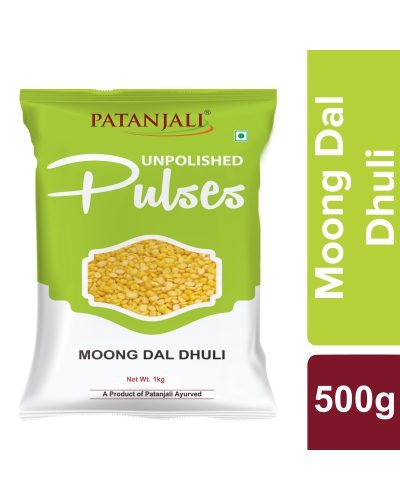 PATANJALI®
UNPOLISHED
Pulses
MOONG DAL DHULI
Net Wt. 1kg
A Product of Patanjali Ayurved
Moong Dal
Dhuli
500g